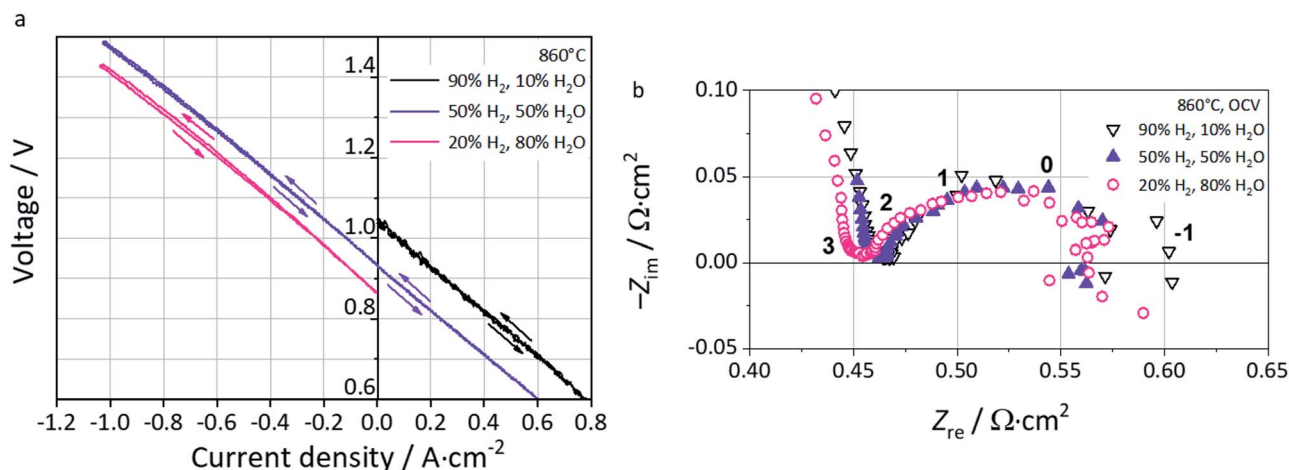 a
Voltage / V
1.4
1.2
1.0
0.8
0.6
860°C
90% H₂, 10% H₂O
50% H₂, 50% H₂O
20% H₂, 80% H₂O
-1.2 -1.0 -0.8 -0.6 -0.4 -0.2 0.0 0.2 0.4 0.6 0.8
Current density / A·cm⁻²
b
−Z_im / Ω·cm²
0.10
0.05
0.00
-0.05
860°C, OCV
90% H₂, 10% H₂O
50% H₂, 50% H₂O
20% H₂, 80% H₂O
3
2
1
0
-1
0.40 0.45 0.50 0.55 0.60 0.65
Z_re / Ω·cm²